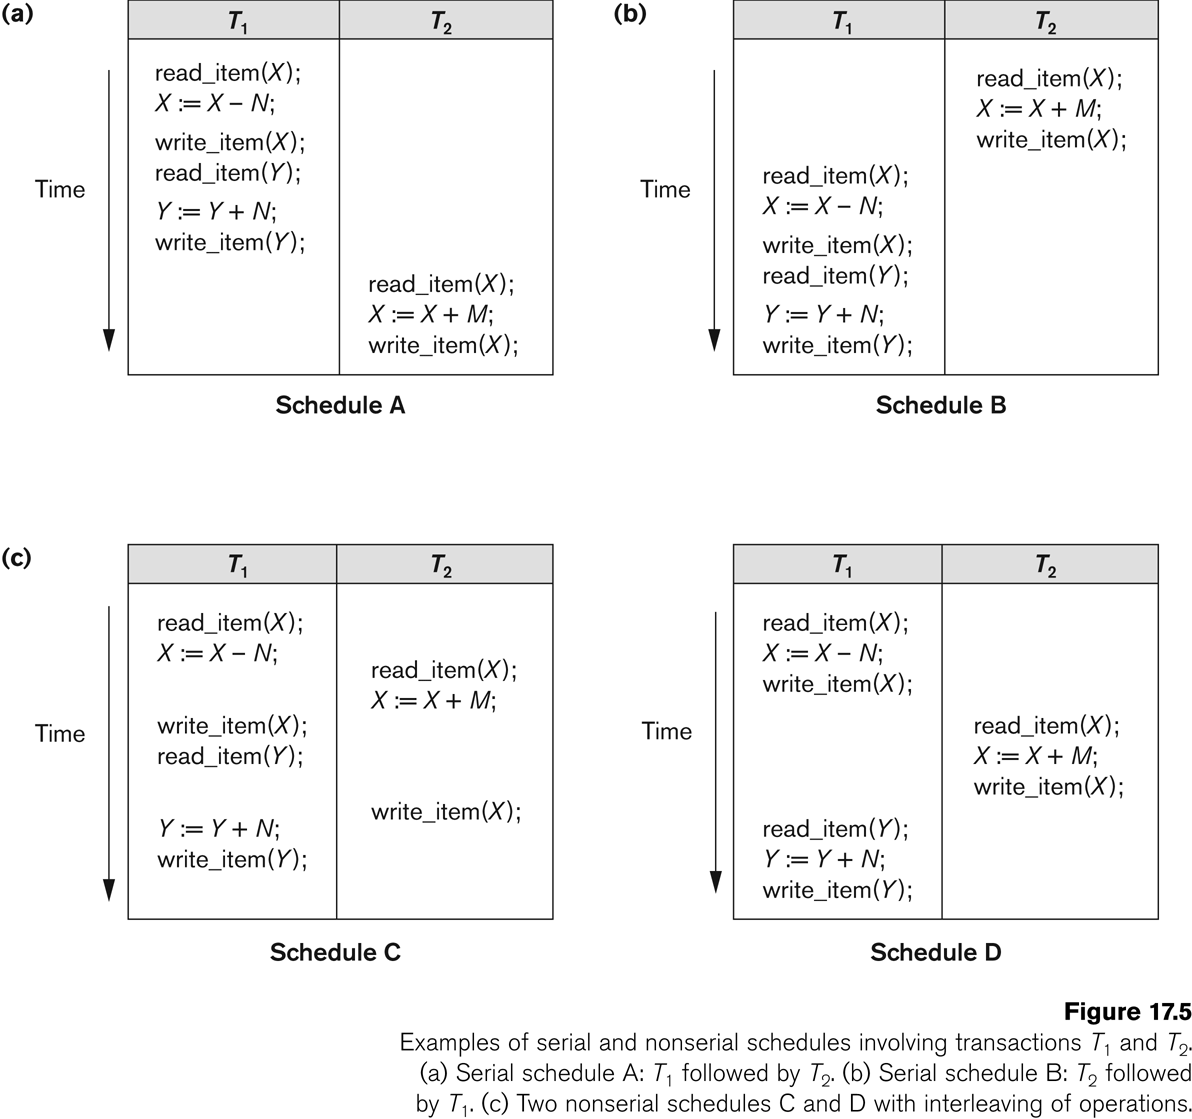 (a)
T1 T2
read_item(X);
X := X – N;
write_item(X);
read_item(Y);
Time
Y := Y + N;
write_item(Y);
read_item(X);
X := X + M;
write_item(X);
Schedule A
(b)
T1 T2
read_item(X);
X := X + M;
write_item(X);
Time
read_item(X);
X := X – N;
write_item(X);
read_item(Y);
Y := Y + N;
write_item(Y);
Schedule B
(c)
T1 T2
read_item(X);
X := X – N;
read_item(X);
X := X + M;
Time
write_item(X);
read_item(Y);
write_item(X);
Y := Y + N;
write_item(Y);
Schedule C
T1 T2
read_item(X);
X := X – N;
write_item(X);
Time
read_item(X);
X := X + M;
write_item(X);
read_item(Y);
Y := Y + N;
write_item(Y);
Schedule D
Figure 17.5
Examples of serial and nonserial schedules involving transactions T1 and T2.
(a) Serial schedule A: T1 followed by T2. (b) Serial schedule B: T2 followed
by T1. (c) Two nonserial schedules C and D with interleaving of operations.